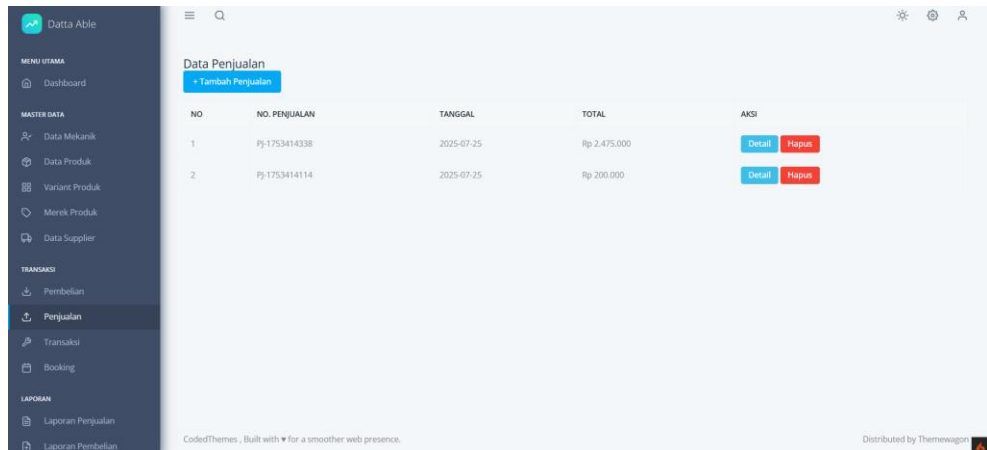 Datta Able
MENU UTAMA
Dashboard
MASTER DATA
Data Mekanik
Data Produk
Variant Produk
Merek Produk
Data Supplier
TRANSAKSI
Pembelian
Penjualan
Transaksi
Booking
LAPORAN
Laporan Penjualan
Laporan Pembelian
Data Penjualan
+ Tambah Penjualan
NO NO. PENJUALAN TANGGAL TOTAL AKSI
1 PJ-1753414338 2025-07-25 Rp 2.475.000 Detail Hapus
2 PJ-1753414114 2025-07-25 Rp 200.000 Detail Hapus
CodedThemes , Built with ♥ for a smoother web presence. Distributed by Themewagon